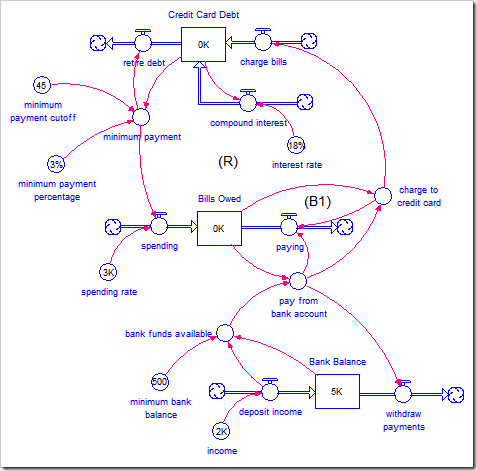 Credit Card Debt
0K
retire debt
charge bills
45
minimum
payment cutoff
compound interest
minimum payment
18%
interest rate
3%
(R)
minimum payment
percentage
charge to
credit card
Bills Owed
(B1)
0K
spending
paying
3K
spending rate
pay from
bank account
bank funds available
Bank Balance
500
5K
minimum bank
balance
deposit income
withdraw
payments
2K
income